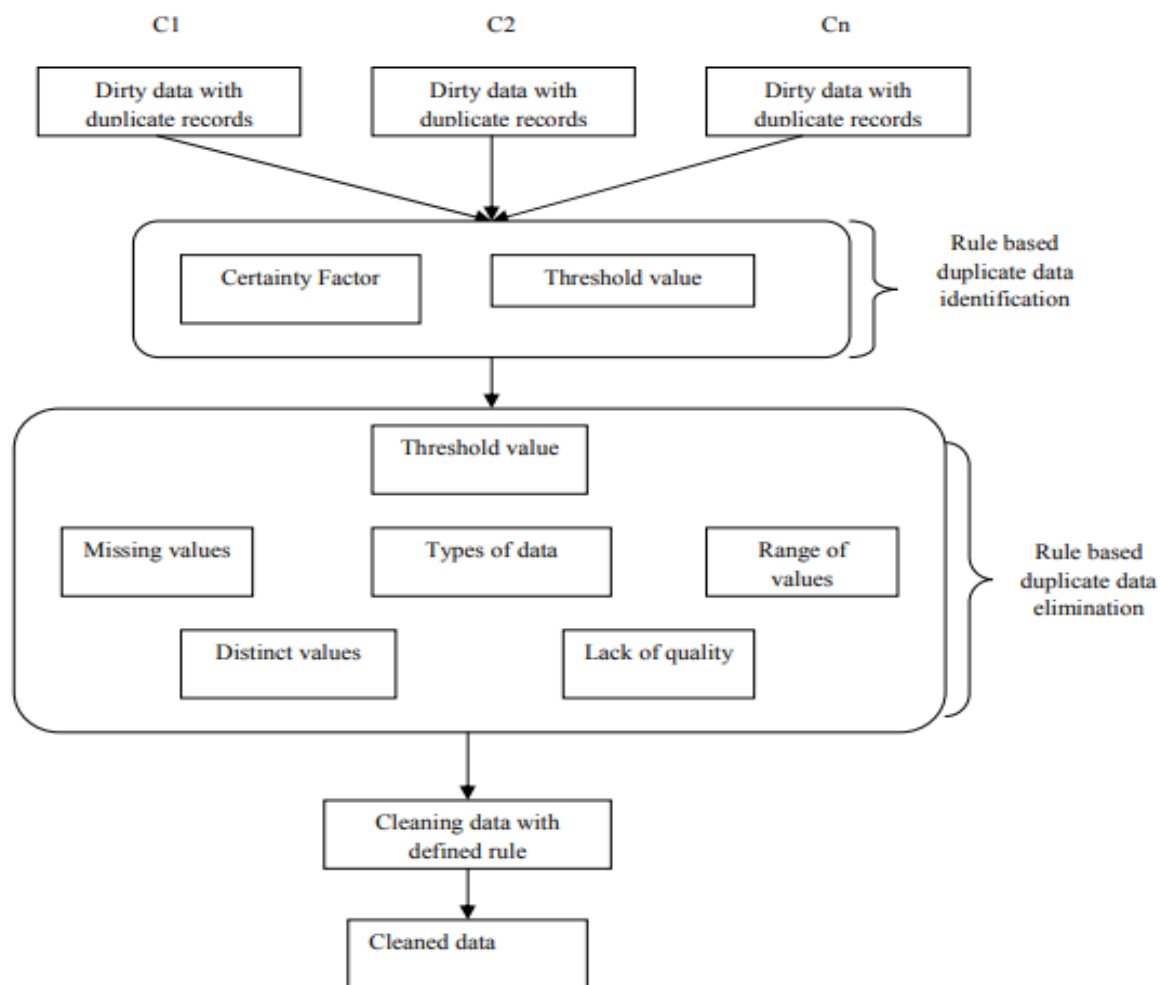 C1
C2
Cn
Dirty data with
duplicate records
Dirty data with
duplicate records
Dirty data with
duplicate records
Certainty Factor
Threshold value
Rule based
duplicate data
identification
Threshold value
Missing values
Types of data
Range of
values
Distinct values
Lack of quality
Rule based
duplicate data
elimination
Cleaning data with
defined rule
Cleaned data